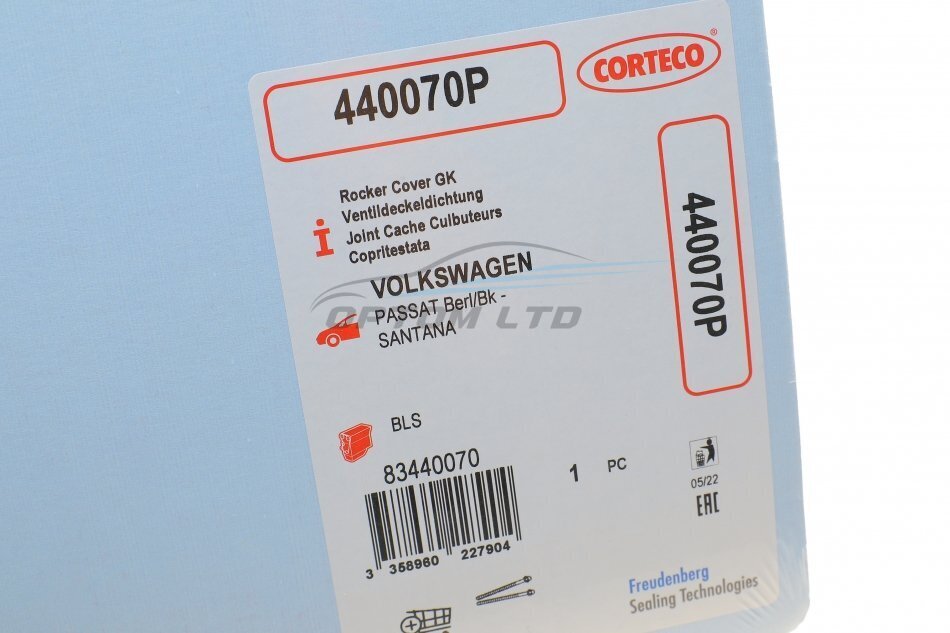 440070P
CORTECO®
Rocker Cover GK
Ventildeckeldichtung
Joint Cache Culbuteurs
Copritestata
VOLKSWAGEN
PASSAT Berl/Bk -
SANTANA
OPTOM LTD
440070P
BLS
83440070
3 358960 227904
1 PC
05/22
EAC
Freudenberg
Sealing Technologies